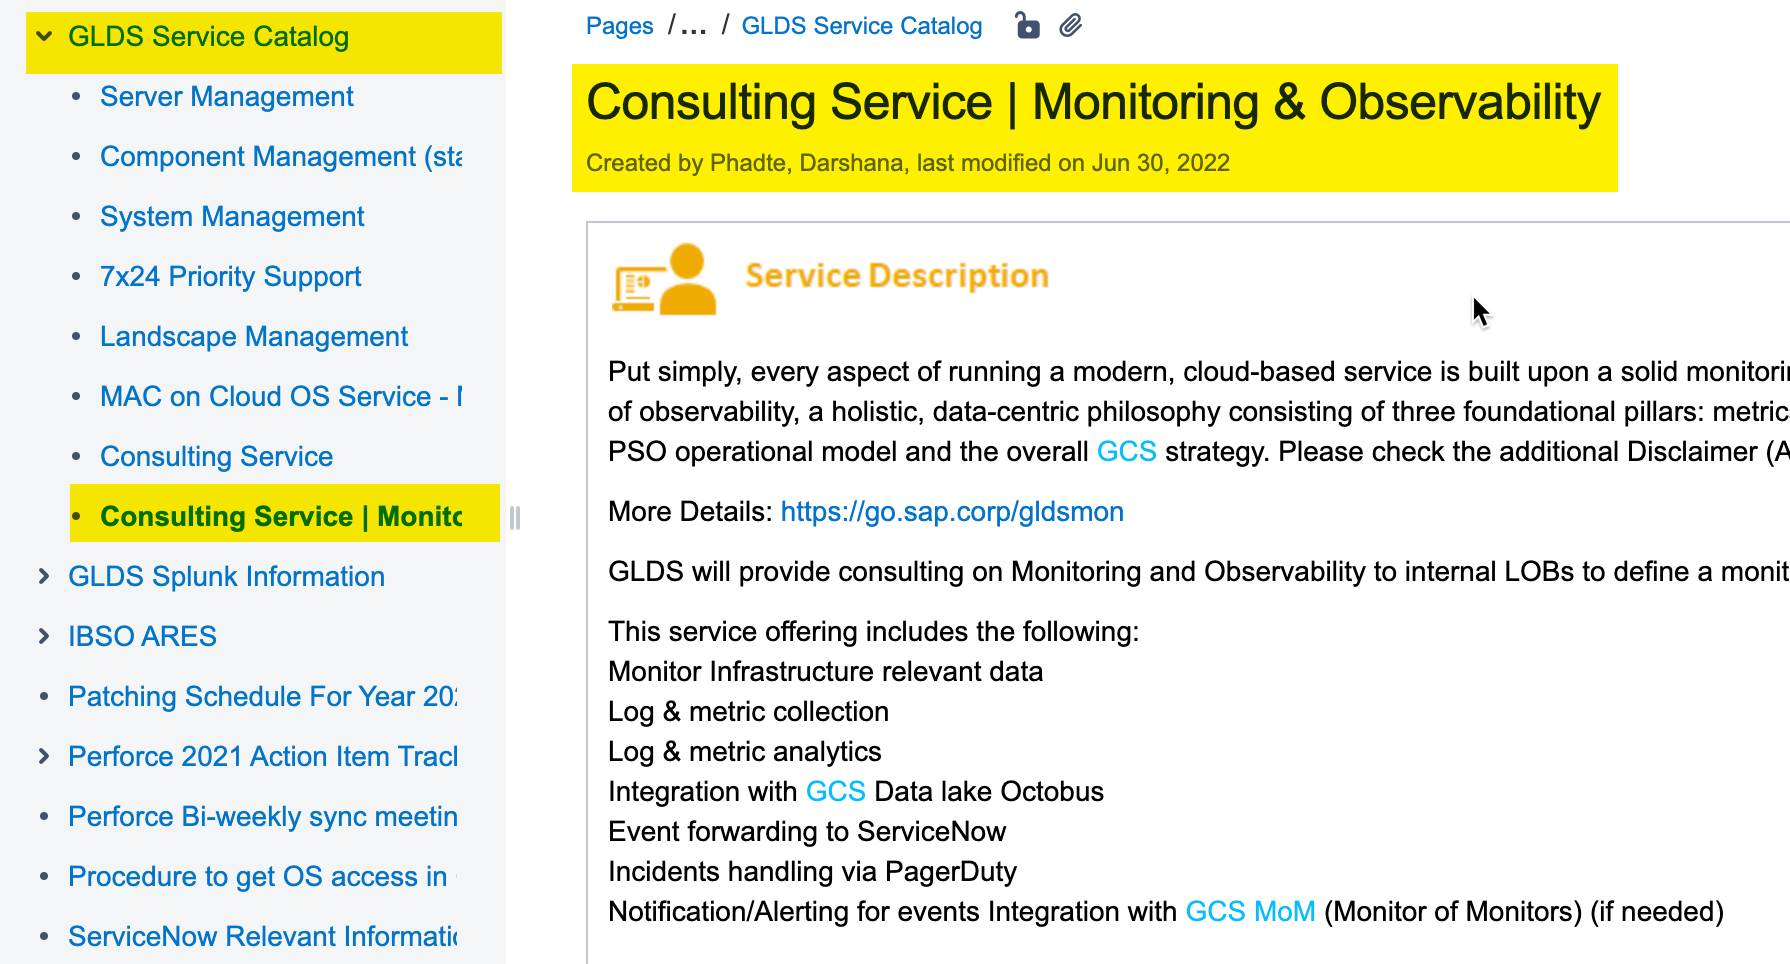 GLDS Service Catalog
Server Management
Component Management (sta
System Management
7x24 Priority Support
Landscape Management
MAC on Cloud OS Service -
Consulting Service
Consulting Service | Monito
GLDS Splunk Information
IBSO ARES
Patching Schedule For Year 202
Perforce 2021 Action Item Track
Perforce Bi-weekly sync meetin
Procedure to get OS access in
ServiceNow Relevant Informatio
Pages / ... / GLDS Service Catalog
Consulting Service | Monitoring & Observability
Created by Phadte, Darshana, last modified on Jun 30, 2022
Service Description
Put simply, every aspect of running a modern, cloud-based service is built upon a solid monitorin
of observability, a holistic, data-centric philosophy consisting of three foundational pillars: metric
PSO operational model and the overall GCS strategy. Please check the additional Disclaimer (A
More Details: https://go.sap.corp/gldsmon
GLDS will provide consulting on Monitoring and Observability to internal LOBs to define a monit
This service offering includes the following:
Monitor Infrastructure relevant data
Log & metric collection
Log & metric analytics
Integration with GCS Data lake Octobus
Event forwarding to ServiceNow
Incidents handling via PagerDuty
Notification/Alerting for events Integration with GCS MoM (Monitor of Monitors) (if needed)